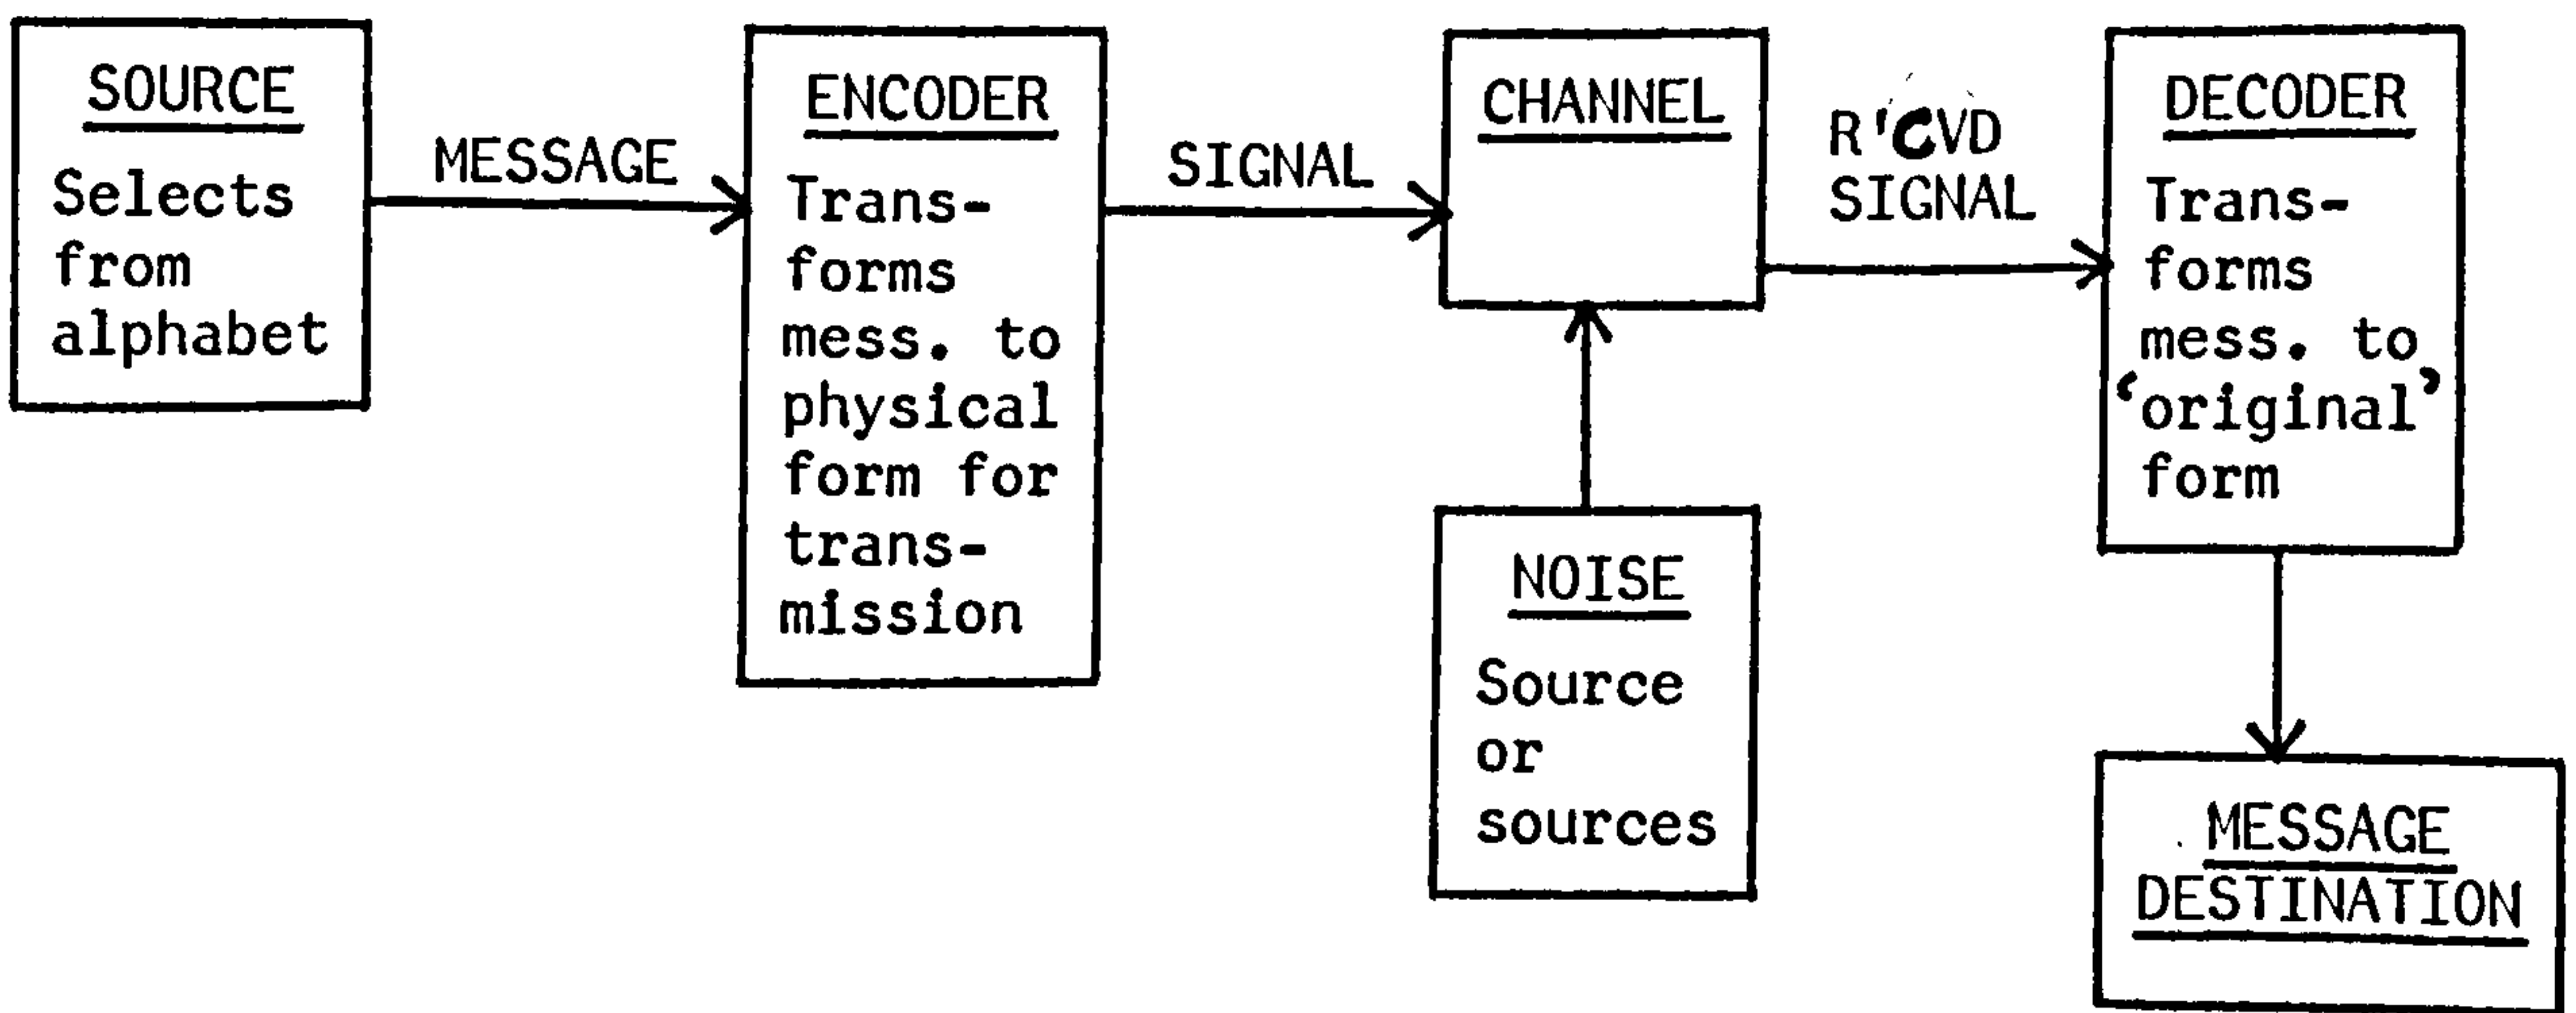 SOURCE
Selects
from
alphabet
MESSAGE
ENCODER
Trans-
forms
mess. to
physical
form for
trans-
mission
SIGNAL
CHANNEL
R'CVD
SIGNAL
DECODER
Trans-
forms
mess. to
‘original’
form
NOISE
Source
or
sources
MESSAGE
DESTINATION